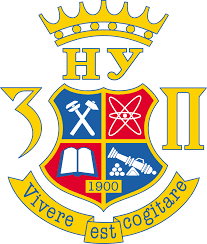 НУ
З П
1900
Vivere est cogitare